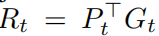 R_t = P_t^⊤ G_t